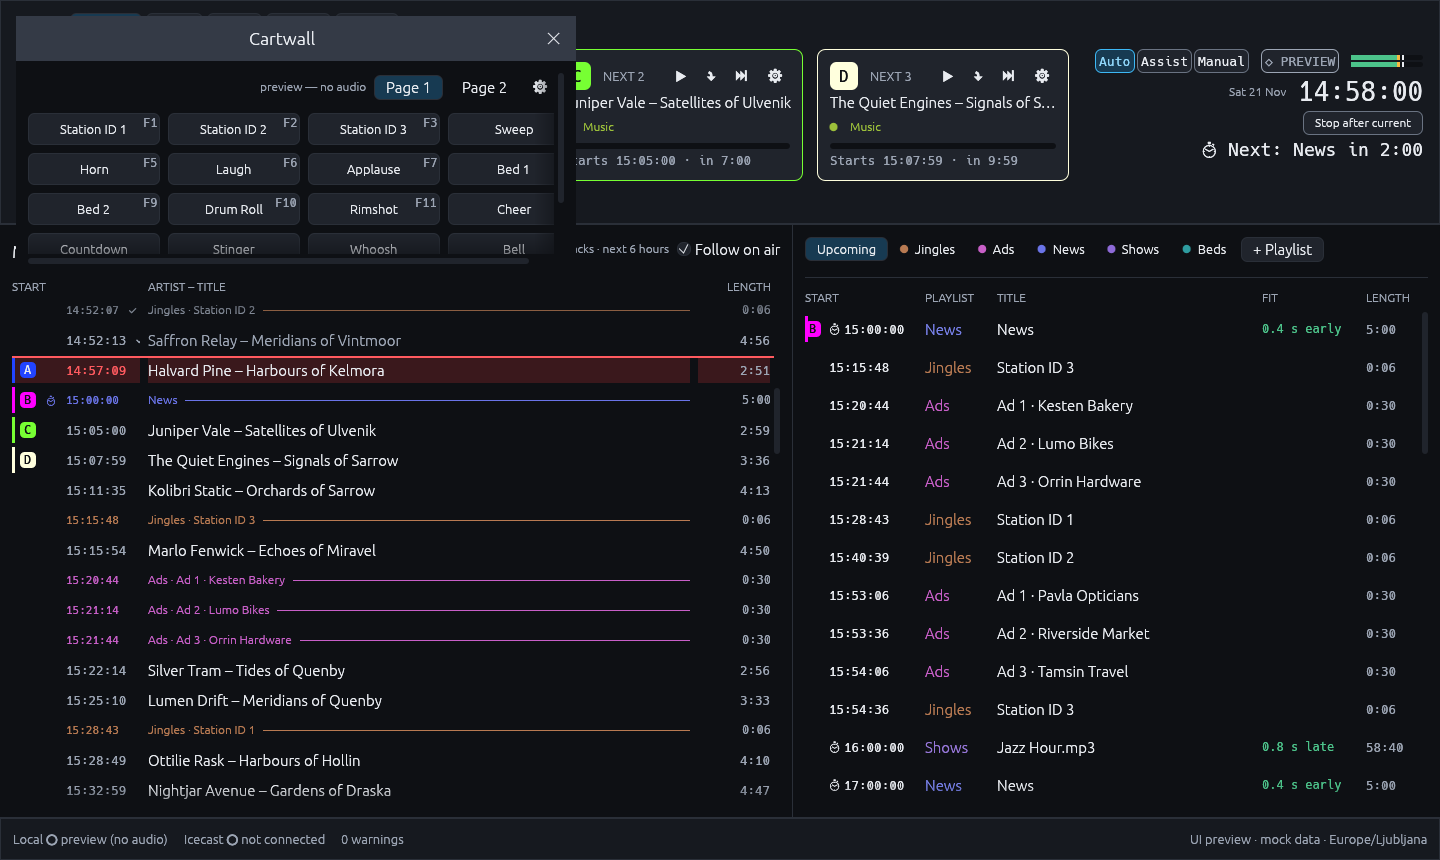 Cartwall
preview — no audio Page 1 Page 2
Station ID 1 F1 Station ID 2 F2 Station ID 3 F3 Sweep
Horn F5 Laugh F6 Applause F7 Bed 1
Bed 2 F9 Drum Roll F10 Rimshot F11 Cheer
Countdown Stinger Whoosh Bell
NEXT 2
uniper Vale – Satellites of Ulvenik
Music
tarts 15:05:00 · in 7:00
D NEXT 3
The Quiet Engines – Signals of S…
Music
Starts 15:07:59 · in 9:59
Auto Assist Manual ◇ PREVIEW
Sat 21 Nov 14:58:00
Stop after current
Next: News in 2:00
cks · next 6 hours Follow on air
START ARTIST – TITLE LENGTH
14:52:07 Jingles · Station ID 2 0:06
14:52:13 Saffron Relay – Meridians of Vintmoor 4:56
A 14:57:09 Halvard Pine – Harbours of Kelmora 2:51
B 15:00:00 News 5:00
C 15:05:00 Juniper Vale – Satellites of Ulvenik 2:59
D 15:07:59 The Quiet Engines – Signals of Sarrow 3:36
15:11:35 Kolibri Static – Orchards of Sarrow 4:13
15:15:48 Jingles · Station ID 3 0:06
15:15:54 Marlo Fenwick – Echoes of Miravel 4:50
15:20:44 Ads · Ad 1 · Kesten Bakery 0:30
15:21:14 Ads · Ad 2 · Lumo Bikes 0:30
15:21:44 Ads · Ad 3 · Orrin Hardware 0:30
15:22:14 Silver Tram – Tides of Quenby 2:56
15:25:10 Lumen Drift – Meridians of Quenby 3:33
15:28:43 Jingles · Station ID 1 0:06
15:28:49 Ottilie Rask – Harbours of Hollin 4:10
15:32:59 Nightjar Avenue – Gardens of Draska 4:47
Upcoming Jingles Ads News Shows Beds + Playlist
START PLAYLIST TITLE FIT LENGTH
B 15:00:00 News News 0.4 s early 5:00
15:15:48 Jingles Station ID 3 0:06
15:20:44 Ads Ad 1 · Kesten Bakery 0:30
15:21:14 Ads Ad 2 · Lumo Bikes 0:30
15:21:44 Ads Ad 3 · Orrin Hardware 0:30
15:28:43 Jingles Station ID 1 0:06
15:40:39 Jingles Station ID 2 0:06
15:53:06 Ads Ad 1 · Pavla Opticians 0:30
15:53:36 Ads Ad 2 · Riverside Market 0:30
15:54:06 Ads Ad 3 · Tamsin Travel 0:30
15:54:36 Jingles Station ID 3 0:06
16:00:00 Shows Jazz Hour.mp3 0.8 s late 58:40
17:00:00 News News 0.4 s early 5:00
Local preview (no audio) Icecast not connected 0 warnings
UI preview · mock data · Europe/Ljubljana